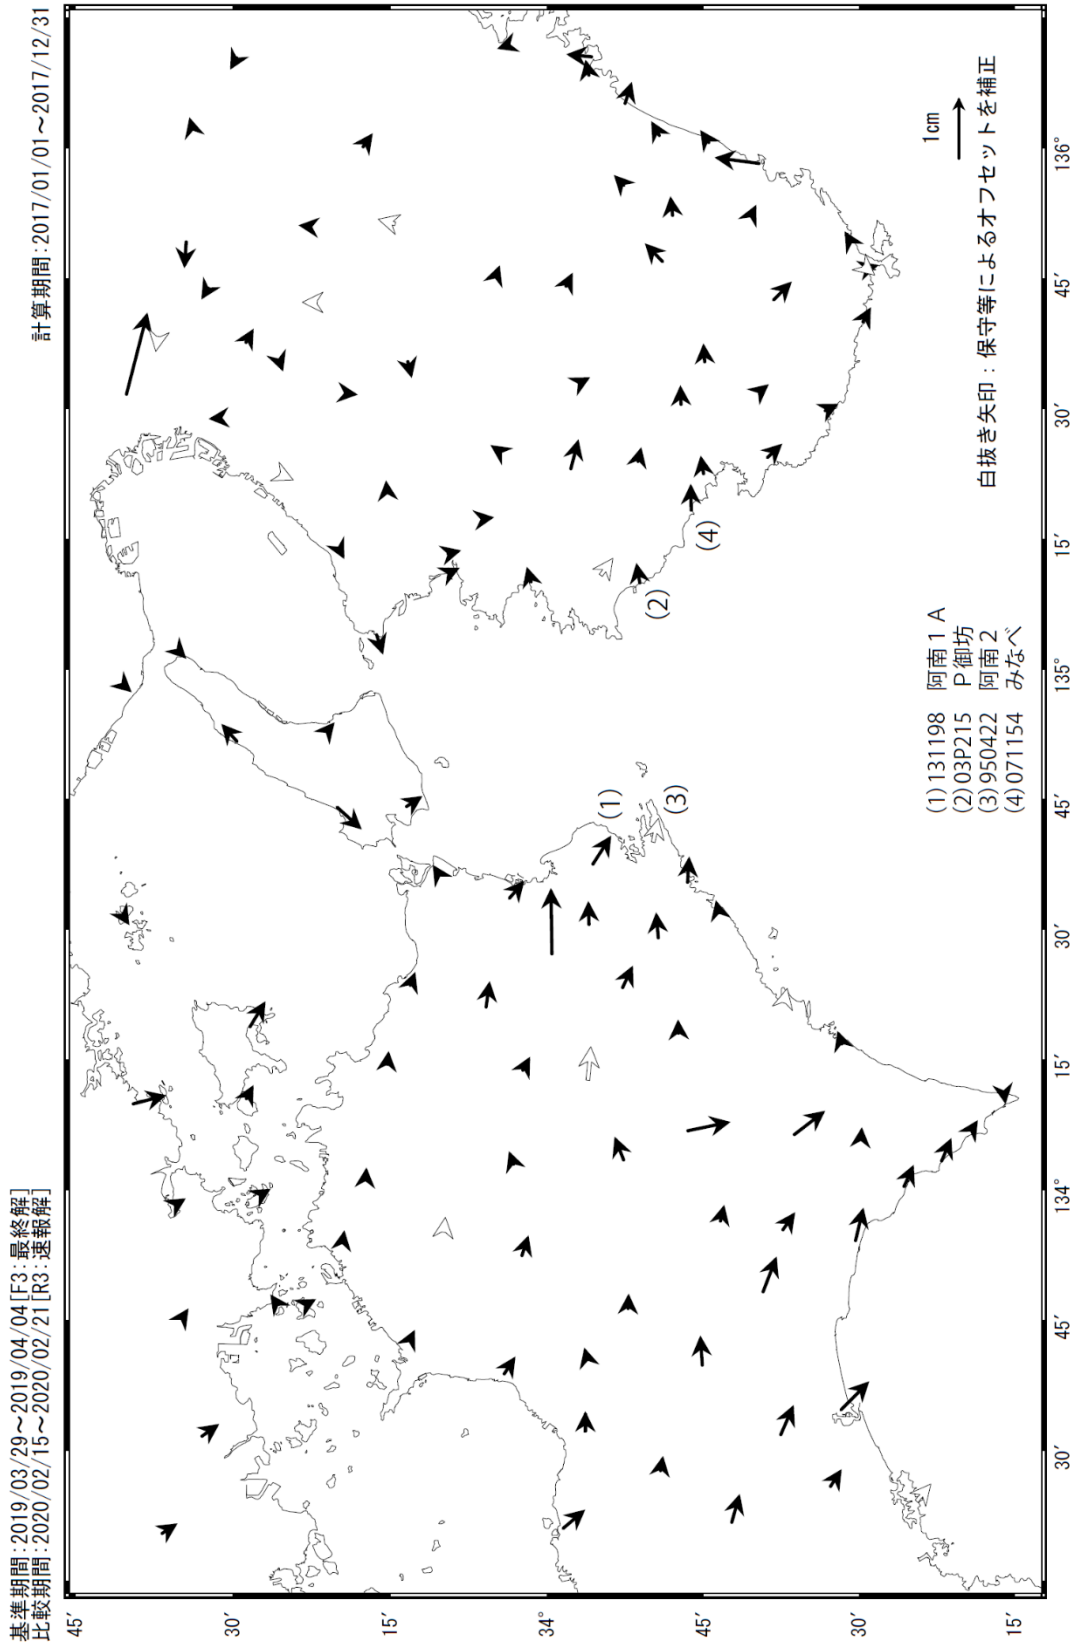 基準期間:2019/03/29～2019/04/04[F3:最終解]
比較期間:2020/02/15～2020/02/21[R3:速報解]
計算期間:2017/01/01～2017/12/31
45′
30′
15′
34°
45′
30′
15′
30′
45′
134°
15′
30′
45′
135°
15′
30′
45′
136°
(1)
(2)
(3)
(4)
(1)131198 阿南１Ａ
(2)03P215 Ｐ御坊
(3)950422 阿南２
(4)071154 みなべ
1cm
白抜き矢印：保守等によるオフセットを補正